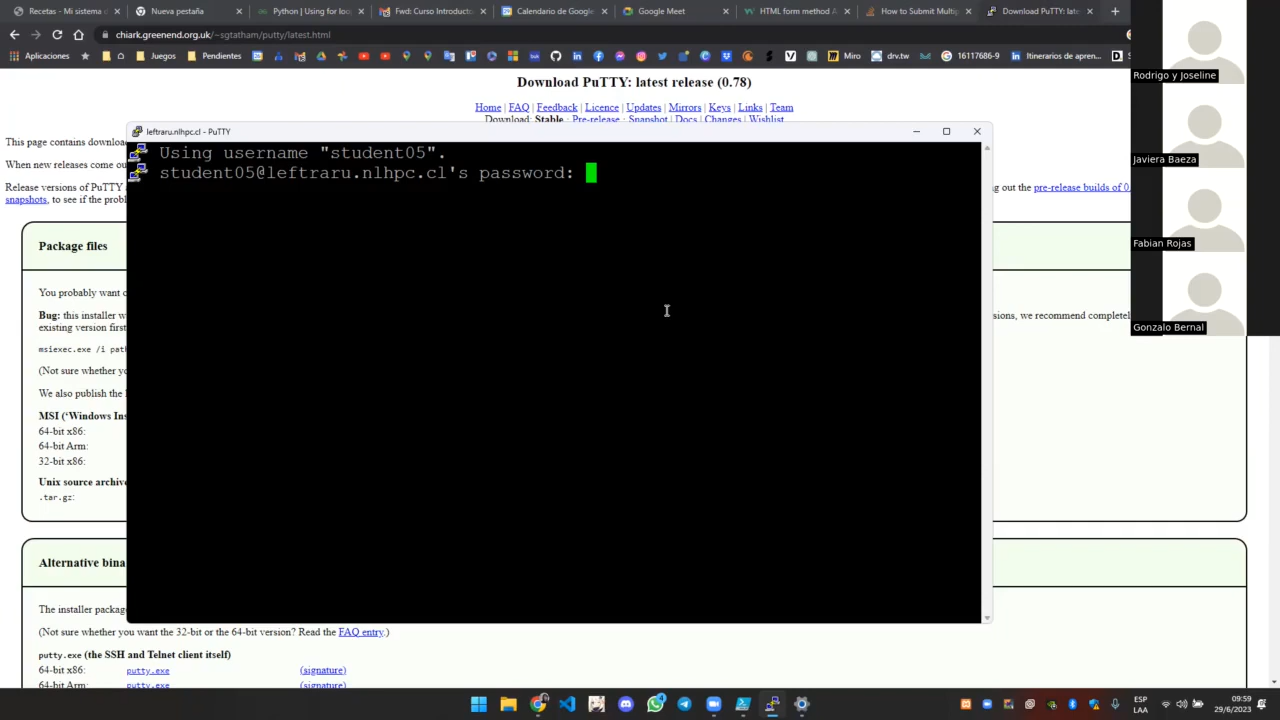 Recetas - Mi sistema d
Nueva pestaña
Python | Using for loo
Fwd: Curso Introducto
Calendario de Google
Google Meet
HTML form method A
How to Submit Multip
Download PuTTY: late
chiark.greenend.org.uk/~sgtatham/putty/latest.html
Aplicaciones
Juegos
Pendientes
Miro
drv.tw
16117686-9
Itinerarios de apren...
Download PuTTY: latest release (0.78)
Home | FAQ | Feedback | Licence | Updates | Mirrors | Keys | Links | Team
Download: Stable · Pre-release · Snapshot | Docs | Changes | Wishlist
This page contains downloa
When new releases come ou
Release versions of PuTTY
ng out the pre-release builds of 0.
snapshots, to see if the prob
leftraru.nlhpc.cl - PuTTY
Using username "student05".
student05@leftraru.nlhpc.cl's password:
Package files
You probably want o
Bug: this installer w
sions, we recommend completel
existing version first
msiexec.exe /i path
(Not sure whether yo
We also publish the
MSI (‘Windows Ins
64-bit x86:
64-bit Arm:
32-bit x86:
Unix source archive
.tar.gz:
Alternative bina
The installer package
(Not sure whether you want the 32-bit or the 64-bit version? Read the FAQ entry.)
putty.exe (the SSH and Telnet client itself)
64-bit x86: putty.exe (signature)
64-bit Arm: putty.exe (signature)
Rodrigo y Joseline
Javiera Baeza
Fabian Rojas
Gonzalo Bernal
ESP
LAA
09:59
29/6/2023